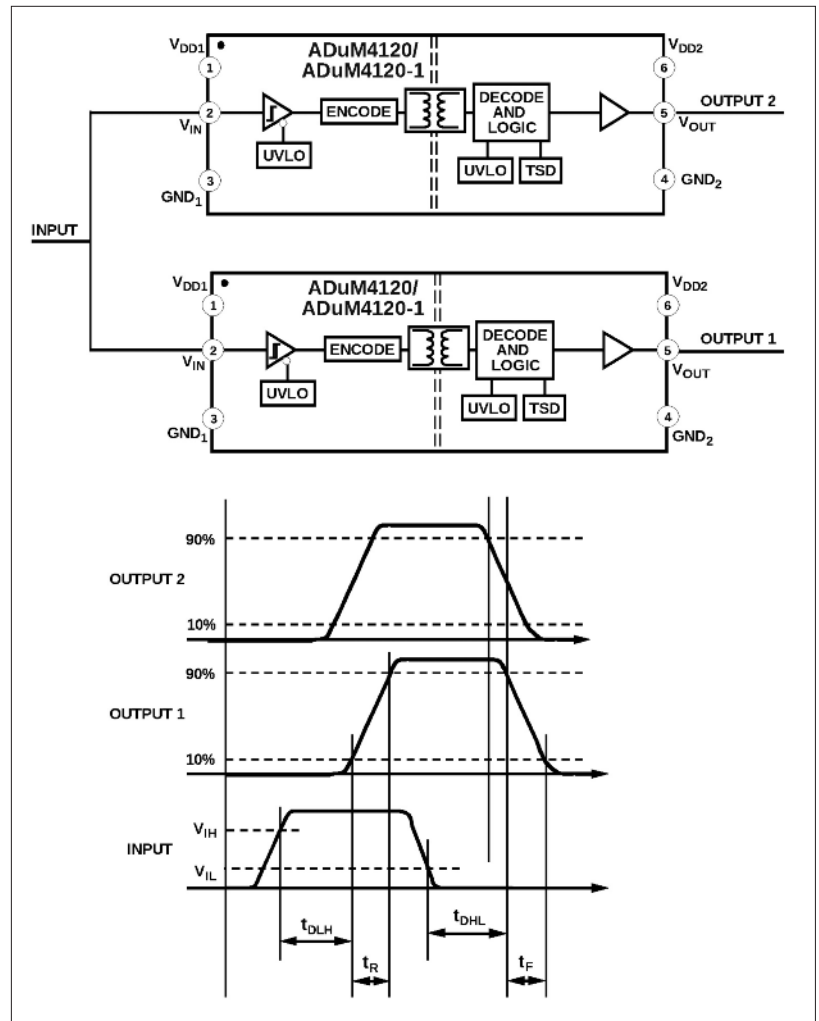 VDD1
ADuM4120/
ADuM4120-1
VDD2
1
6
2
VIN
ENCODE
DECODE
AND
LOGIC
5
VOUT
OUTPUT 2
UVLO
UVLO
TSD
3
GND1
4
GND2
INPUT
VDD1
ADuM4120/
ADuM4120-1
VDD2
1
6
2
VIN
ENCODE
DECODE
AND
LOGIC
5
VOUT
OUTPUT 1
UVLO
UVLO
TSD
3
GND1
4
GND2
90%
OUTPUT 2
10%
90%
OUTPUT 1
10%
VIH
INPUT
VIL
tDLH
tDHL
tR
tF